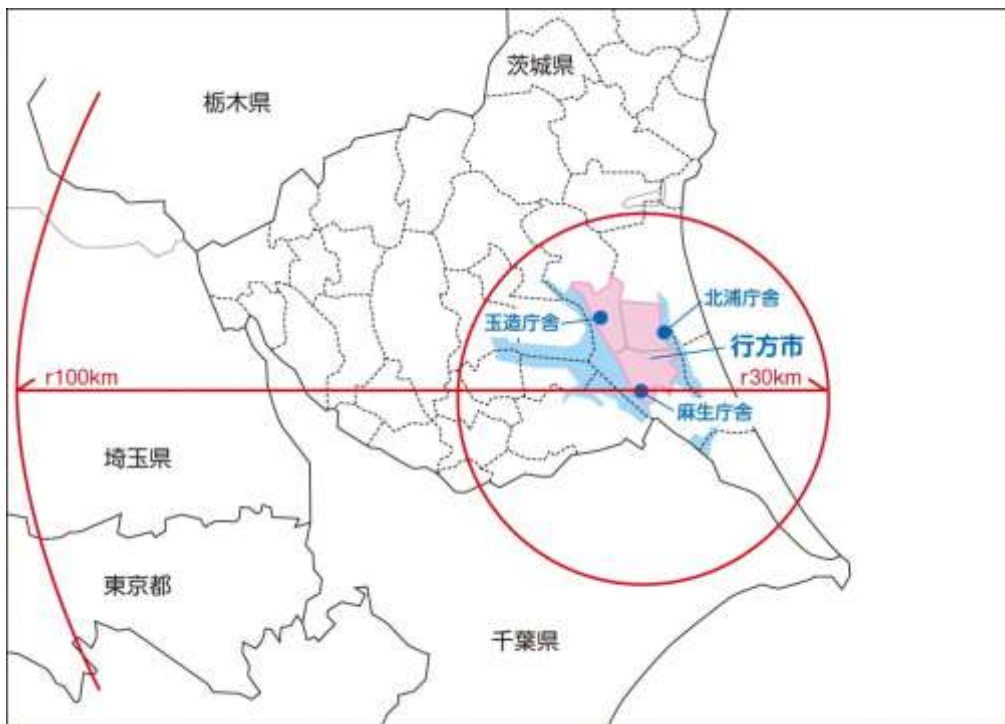 茨城県
栃木県
北浦庁舎
玉造庁舎
行方市
r100km
r30km
麻生庁舎
埼玉県
東京都
千葉県